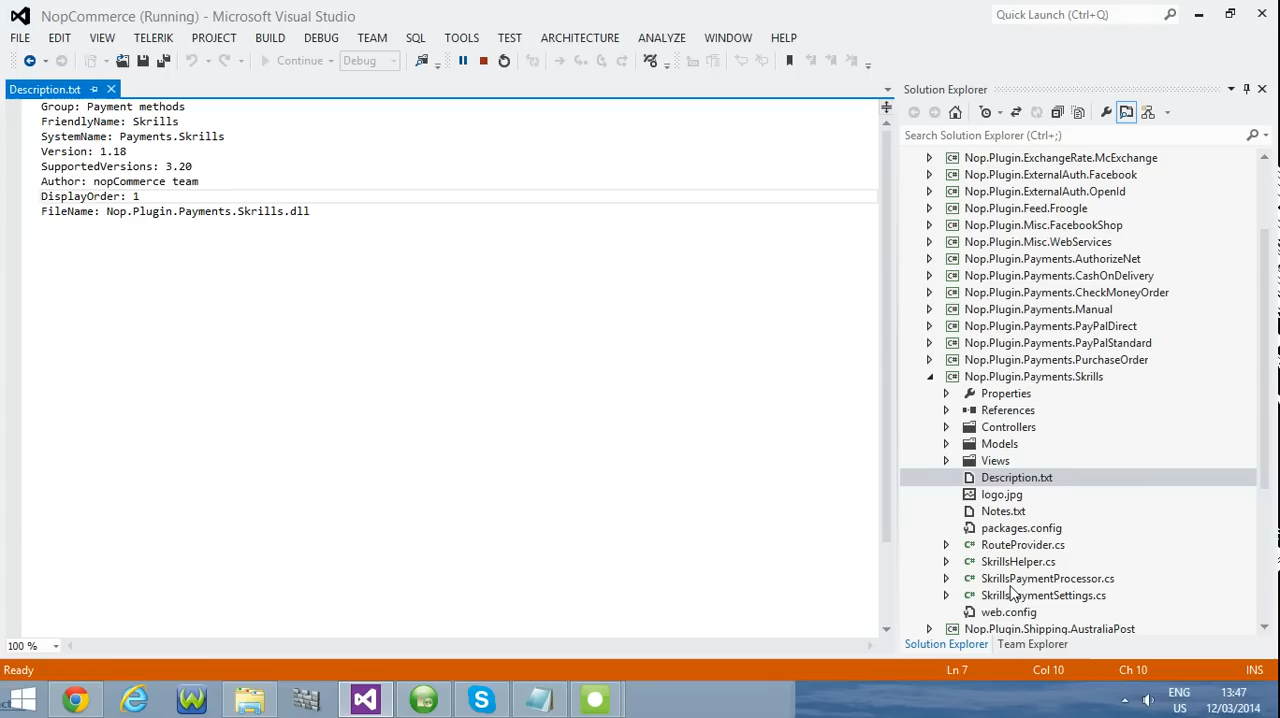 NopCommerce (Running) - Microsoft Visual Studio
Quick Launch (Ctrl+Q)
FILE EDIT VIEW TELERIK PROJECT BUILD DEBUG TEAM SQL TOOLS TEST ARCHITECTURE ANALYZE WINDOW HELP
Continue
Debug
Description.txt
Group: Payment methods
FriendlyName: Skrills
SystemName: Payments.Skrills
Version: 1.18
SupportedVersions: 3.20
Author: nopCommerce team
DisplayOrder: 1
FileName: Nop.Plugin.Payments.Skrills.dll
100 %
Solution Explorer
Search Solution Explorer (Ctrl+;)
Nop.Plugin.ExchangeRate.McExchange
Nop.Plugin.ExternalAuth.Facebook
Nop.Plugin.ExternalAuth.OpenId
Nop.Plugin.Feed.Froogle
Nop.Plugin.Misc.FacebookShop
Nop.Plugin.Misc.WebServices
Nop.Plugin.Payments.AuthorizeNet
Nop.Plugin.Payments.CashOnDelivery
Nop.Plugin.Payments.CheckMoneyOrder
Nop.Plugin.Payments.Manual
Nop.Plugin.Payments.PayPalDirect
Nop.Plugin.Payments.PayPalStandard
Nop.Plugin.Payments.PurchaseOrder
Nop.Plugin.Payments.Skrills
Properties
References
Controllers
Models
Views
Description.txt
logo.jpg
Notes.txt
packages.config
RouteProvider.cs
SkrillsHelper.cs
SkrillsPaymentProcessor.cs
SkrillsPaymentSettings.cs
web.config
Nop.Plugin.Shipping.AustraliaPost
Solution Explorer Team Explorer
Ready
Ln 7 Col 10 Ch 10 INS
ENG
US
13:47
12/03/2014